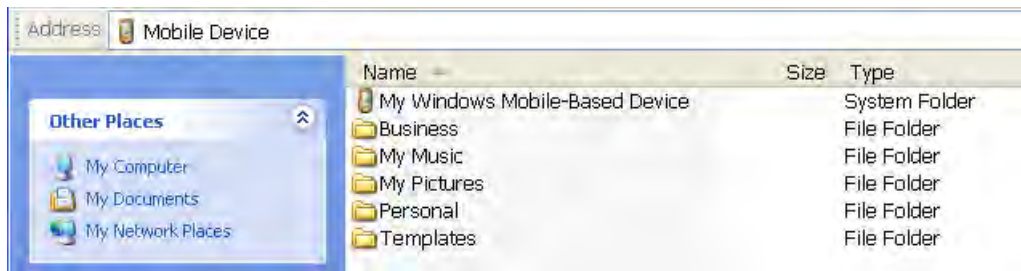 Address Mobile Device
Name Size Type
My Windows Mobile-Based Device System Folder
Business File Folder
My Music File Folder
My Pictures File Folder
Personal File Folder
Templates File Folder
Other Places
My Computer
My Documents
My Network Places